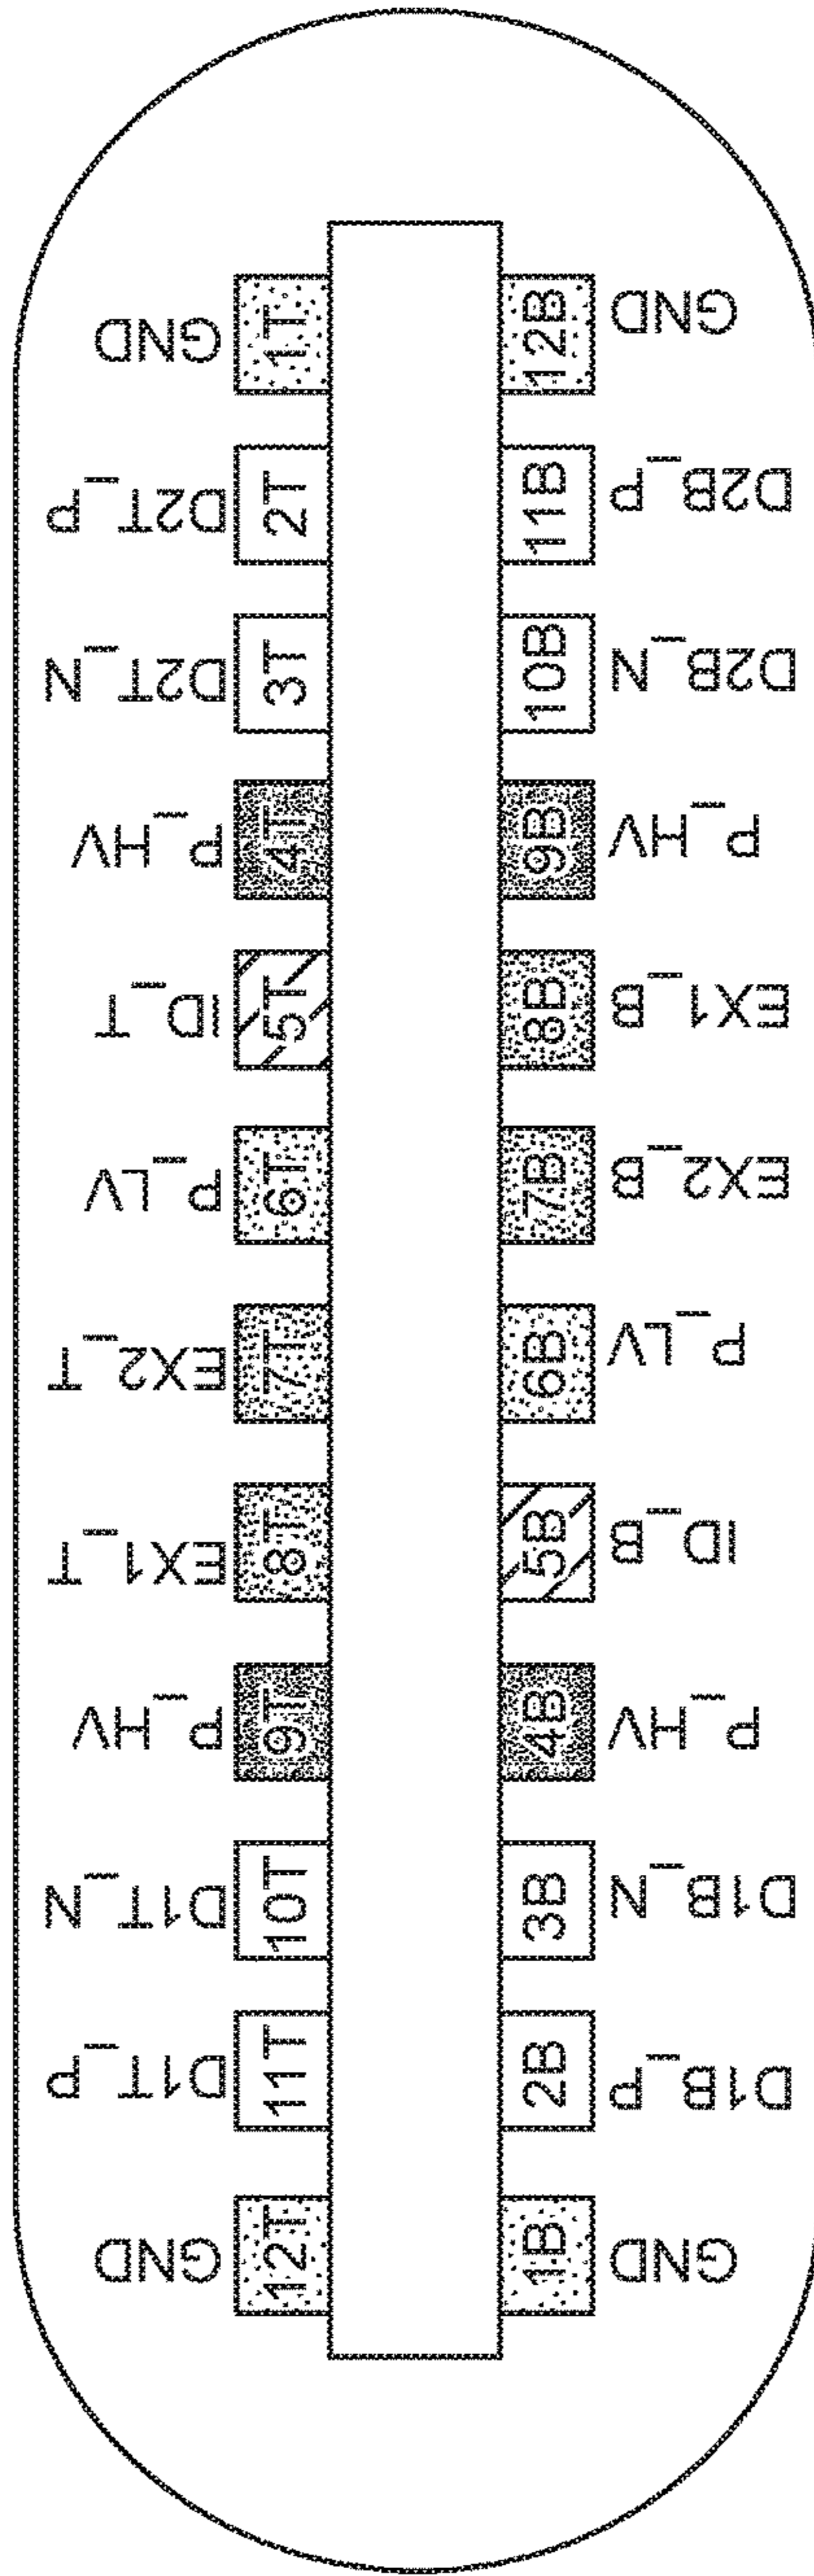 GND 1T 12B GND
D2T_P 2T 11B D2B_P
D2T_N 3T 10B D2B_N
P_HV 4T 9B P_HV
ID_T 5T 8B EX1_B
P_LV 6T 7B EX2_B
EX2_T 7T 6B P_LV
EX1_T 8T 5B ID_B
P_HV 9T 4B P_HV
D1T_N 10T 3B D1B_N
D1T_P 11T 2B D1B_P
GND 12T 1B GND